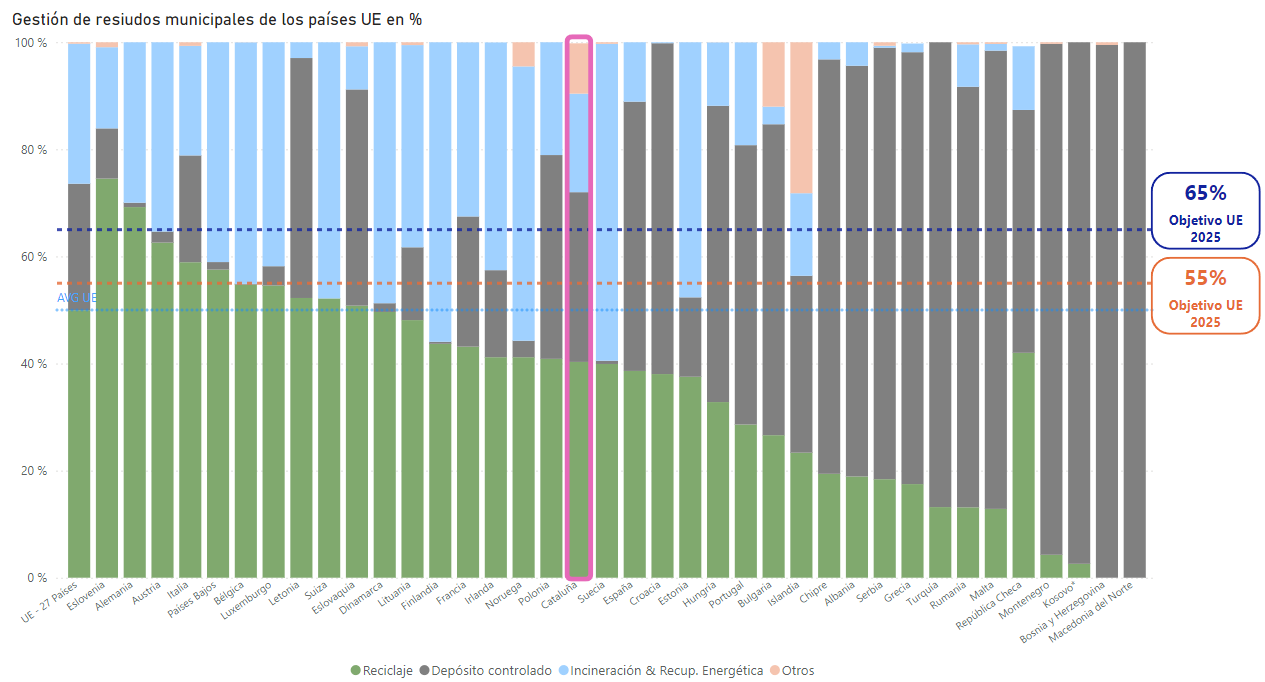 Gestión de resiudos municipales de los países UE en %
100 %
80 %
60 %
40 %
20 %
0 %
AVG UE
65%
Objetivo UE
2025
55%
Objetivo UE
2025
UE - 27 Países
Eslovenia
Alemania
Austria
Italia
Países Bajos
Bélgica
Luxemburgo
Letonia
Suiza
Eslovaquia
Dinamarca
Lituania
Finlandia
Francia
Irlanda
Noruega
Polonia
Cataluña
Suecia
España
Croacia
Estonia
Hungría
Portugal
Bulgaria
Islandia
Chipre
Albania
Serbia
Grecia
Turquía
Rumanía
Malta
República Checa
Montenegro
Kosovo*
Bosnia y Herzegovina
Macedonia del Norte
Reciclaje
Depósito controlado
Incineración & Recup. Energética
Otros